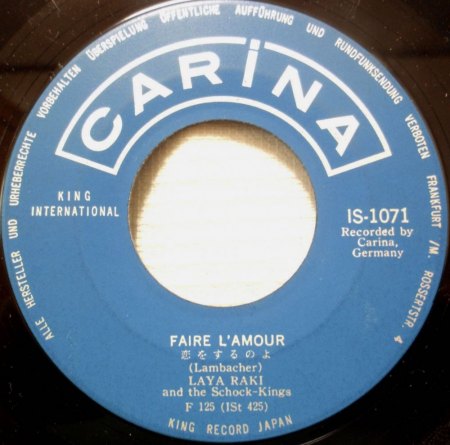 ALLE HERSTELLER UND URHEBERRECHTE VORBEHALTEN ÜBERSPIELUNG ÖFFENTLICHE AUFFÜHRUNG UND RUNDFUNKSENDUNG VERBOTEN FRANKFURT /M. ROSSERTSTR. 4
CARINA
KING
INTERNATIONAL
IS-1071
Recorded by
Carina,
Germany
FAIRE L'AMOUR
恋をするのよ
(Lambacher)
LAYA RAKI
and the Schock-Kings
F 125 (ISt 425)
KING RECORD JAPAN